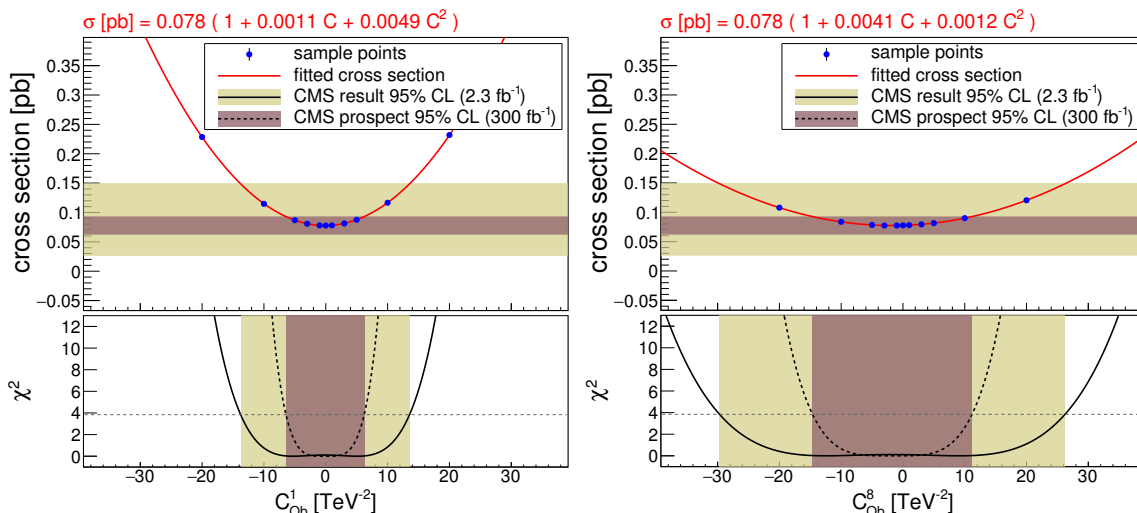 σ [pb] = 0.078 ( 1 + 0.0011 C + 0.0049 C²)
cross section [pb]
0.35
0.3
0.25
0.2
0.15
0.1
0.05
0
−0.05
sample points
fitted cross section
CMS result 95% CL (2.3 fb⁻¹)
CMS prospect 95% CL (300 fb⁻¹)
χ²
12
10
8
6
4
2
0
−30 −20 −10 0 10 20 30
C¹Qb [TeV⁻²]
σ [pb] = 0.078 ( 1 + 0.0041 C + 0.0012 C²)
cross section [pb]
0.35
0.3
0.25
0.2
0.15
0.1
0.05
0
−0.05
sample points
fitted cross section
CMS result 95% CL (2.3 fb⁻¹)
CMS prospect 95% CL (300 fb⁻¹)
χ²
12
10
8
6
4
2
0
−30 −20 −10 0 10 20 30
C⁸Qb [TeV⁻²]